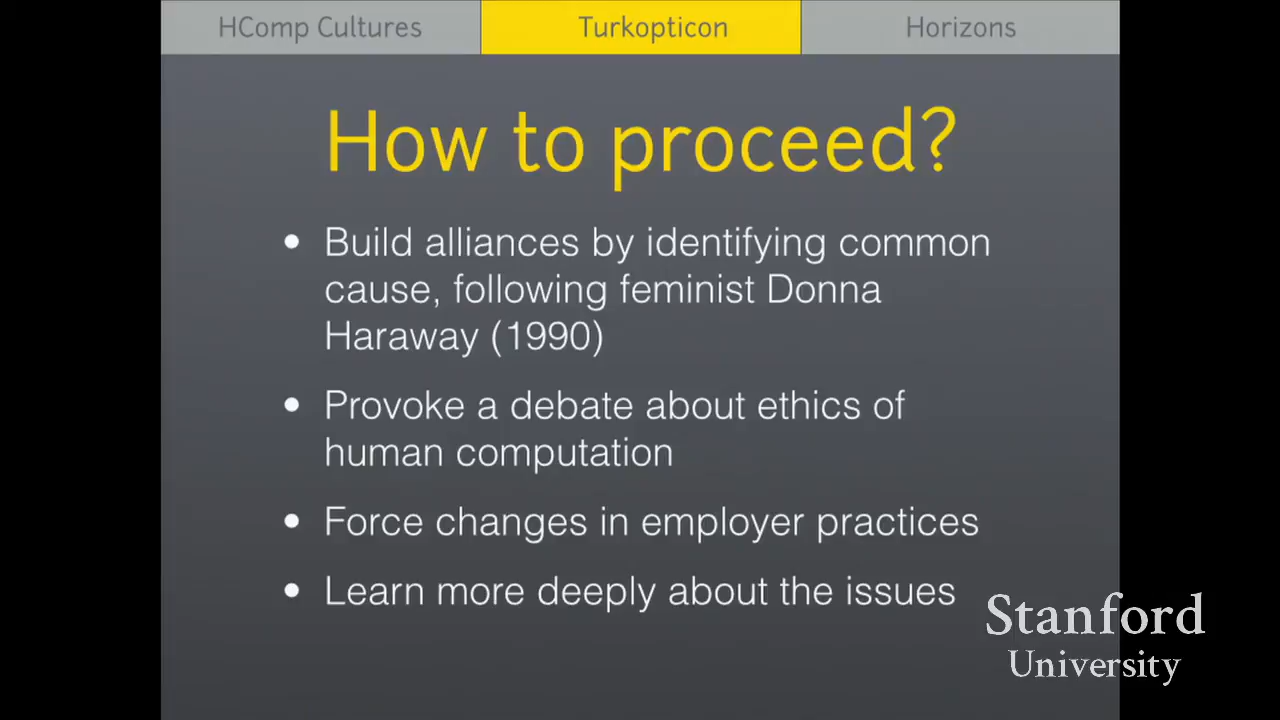 HComp Cultures
Turkopticon
Horizons
How to proceed?
• Build alliances by identifying common
cause, following feminist Donna
Haraway (1990)
• Provoke a debate about ethics of
human computation
• Force changes in employer practices
• Learn more deeply about the issues
Stanford
University